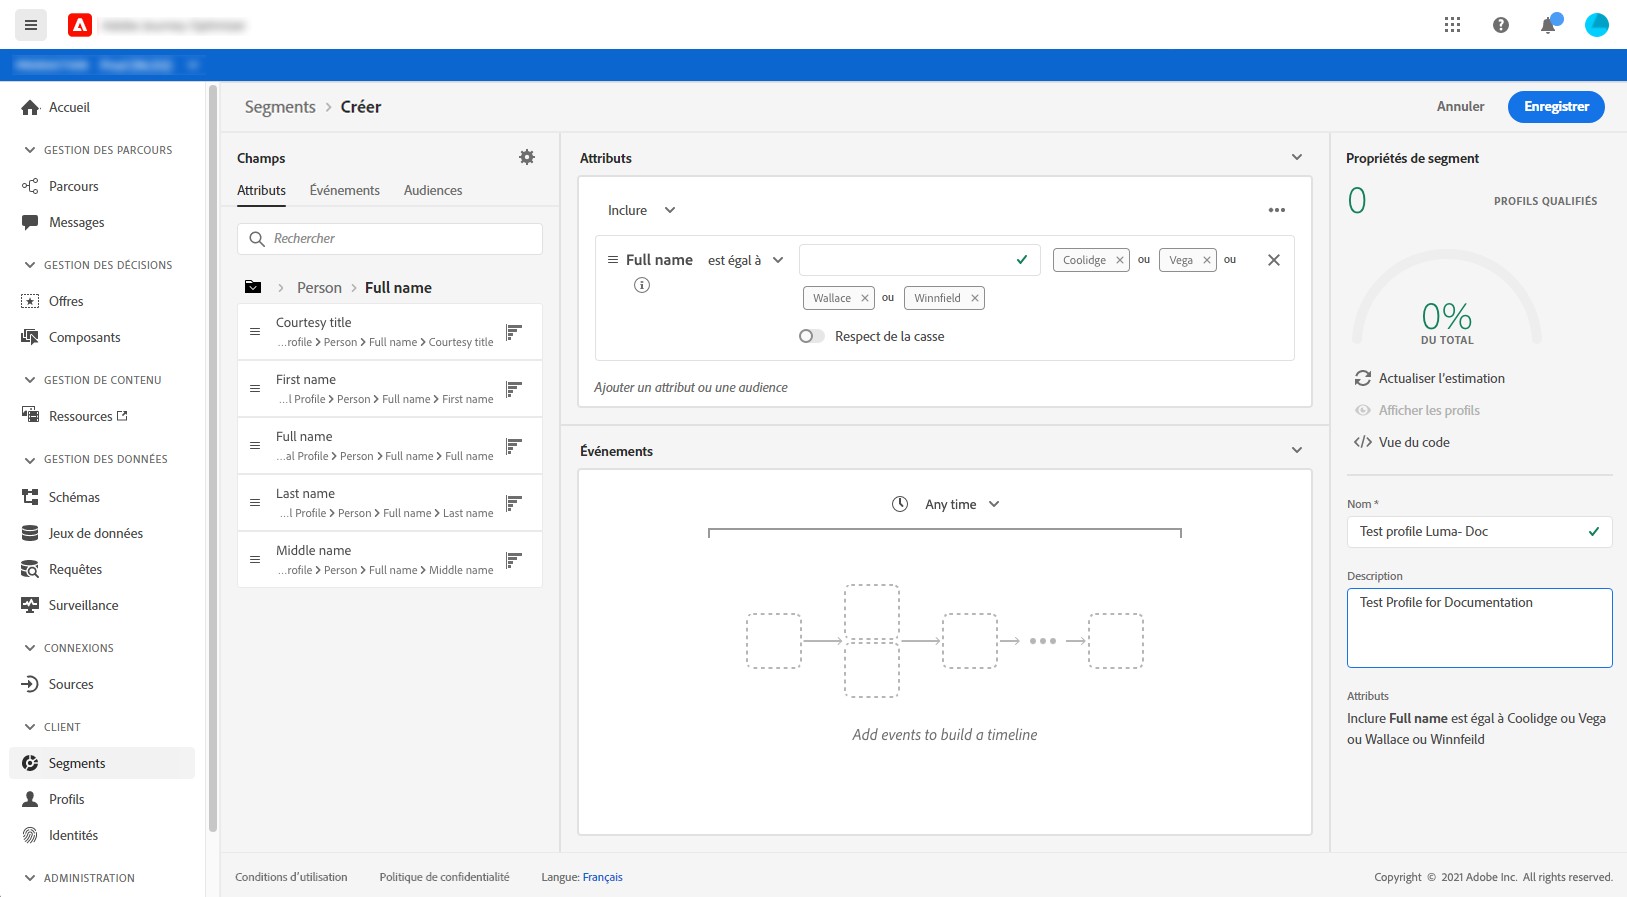 Accueil
GESTION DES PARCOURS
Parcours
Messages
GESTION DES DÉCISIONS
Offres
Composants
GESTION DE CONTENU
Ressources
GESTION DES DONNÉES
Schémas
Jeux de données
Requêtes
Surveillance
CONNEXIONS
Sources
CLIENT
Segments
Profils
Identités
ADMINISTRATION
Segments > Créer
Annuler
Enregistrer
Champs
Attributs Événements Audiences
Rechercher
> Person > Full name
Courtesy title
...rofile > Person > Full name > Courtesy title
First name
...l Profile > Person > Full name > First name
Full name
...al Profile > Person > Full name > Full name
Last name
...l Profile > Person > Full name > Last name
Middle name
...rofile > Person > Full name > Middle name
Attributs
Inclure
Full name est égal à Coolidge ou Vega ou
Wallace ou Winnfield
Respect de la casse
Ajouter un attribut ou une audience
Événements
Any time
Add events to build a timeline
Propriétés de segment
0 PROFILS QUALIFIÉS
0%
DU TOTAL
Actualiser l'estimation
Afficher les profils
</> Vue du code
Nom *
Test profile Luma- Doc
Description
Test Profile for Documentation
Attributs
Inclure Full name est égal à Coolidge ou Vega
ou Wallace ou Winnfeild
Conditions d'utilisation Politique de confidentialité Langue: Français
Copyright © 2021 Adobe Inc. All rights reserved.